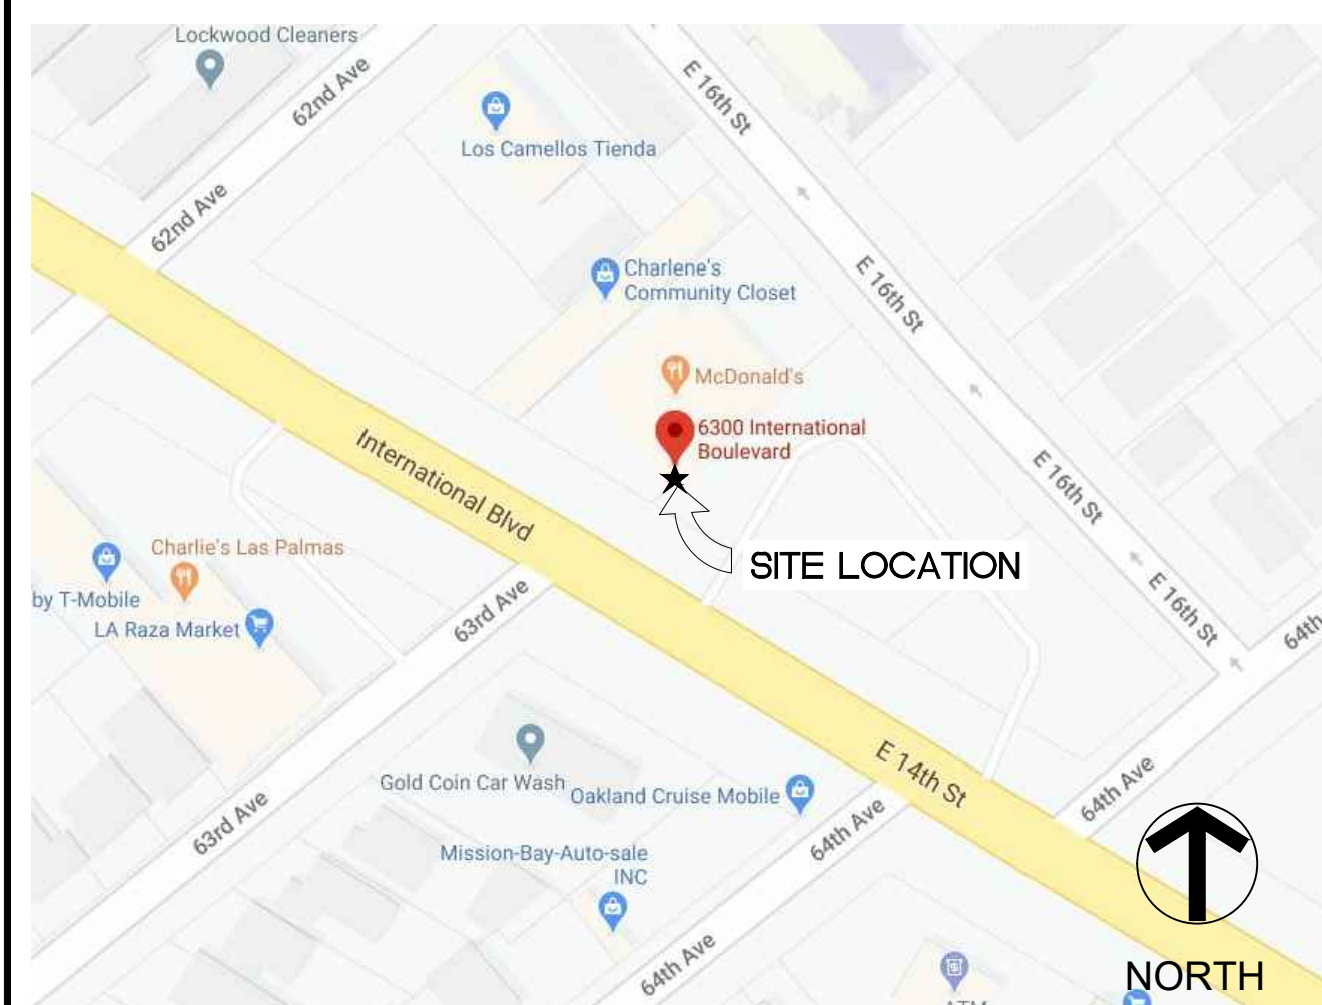 Lockwood Cleaners
62nd Ave
E 16th St
Los Camellos Tienda
62nd Ave
Charlene's
Community Closet
E 16th St
McDonald's
6300 International
Boulevard
International Blvd
E 16th St
SITE LOCATION
Charlie's Las Palmas
by T-Mobile
LA Raza Market
63rd Ave
E 16th St
64th
E 14th St
Gold Coin Car Wash
Oakland Cruise Mobile
64th Ave
63rd Ave
64th Ave
Mission-Bay-Auto-sale
INC
64th Ave
NORTH
ATM